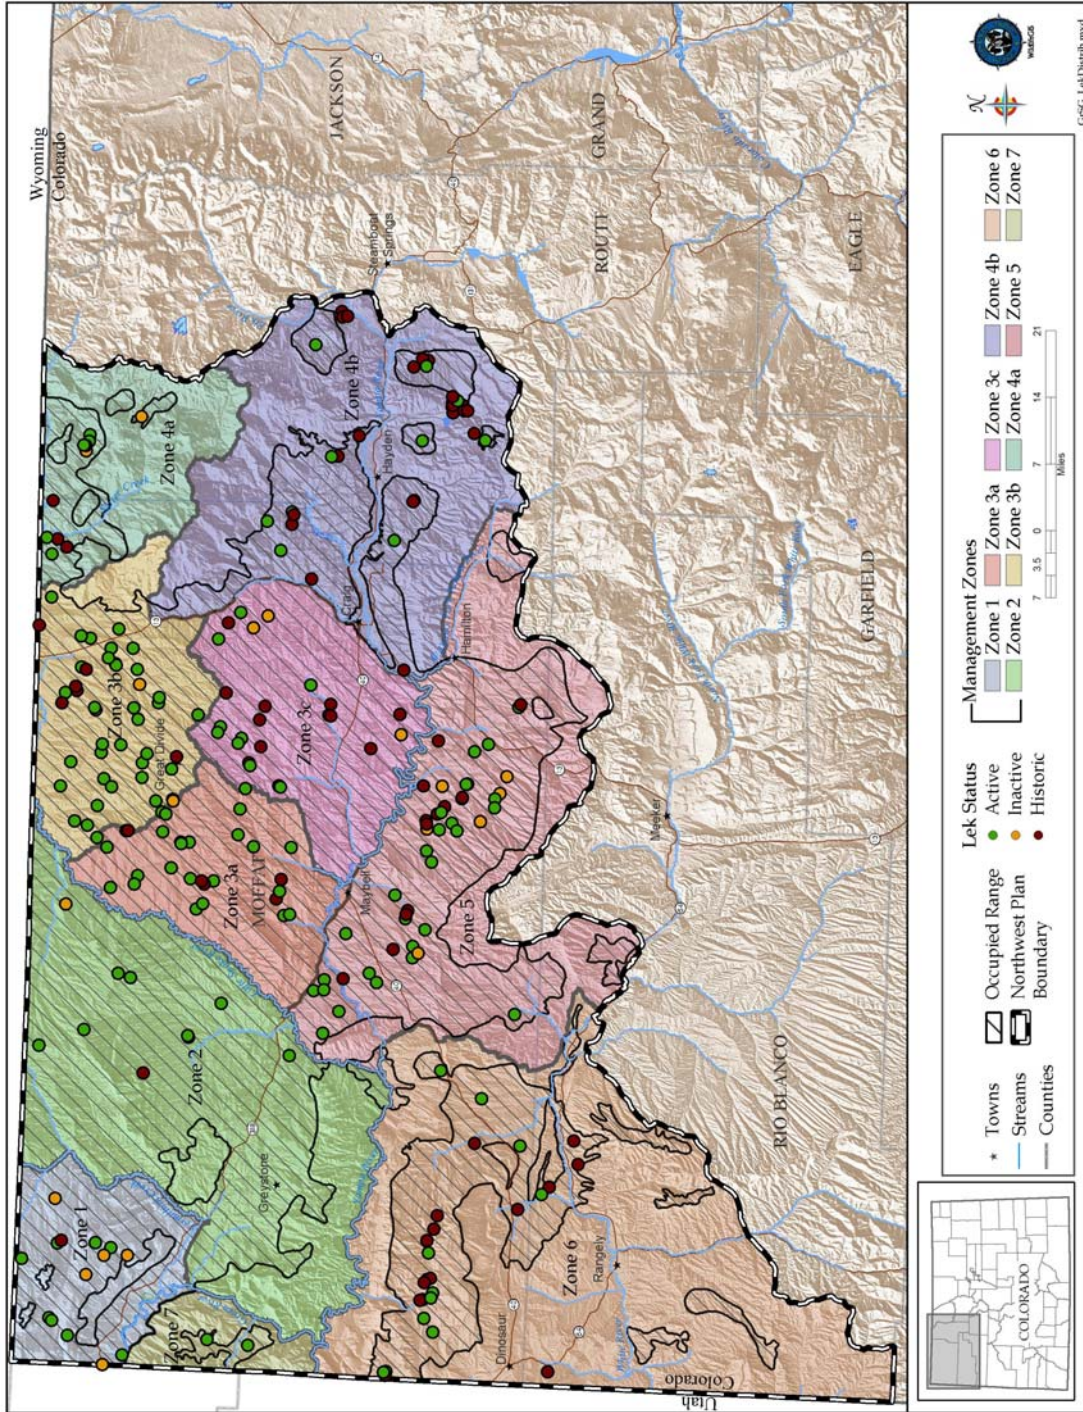 Wyoming
Colorado
JACKSON
Zone 1
Zone 2
Zone 3b
Zone 4a
Great Divide
Zone 7
Greystone
Zone 3a
MOFFAT
Zone 3c
Zone 4b
Steamboat
Springs
Craig
Hayden
Maybell
GRAND
Zone 5
Hamilton
ROUTT
Dinosaur
Zone 6
Rangely
Meeker
EAGLE
RIO BLANCO
GARFIELD
Utah
Colorado
COLORADO
Towns
Streams
Counties
Occupied Range
Northwest Plan
Boundary
Lek Status
Active
Inactive
Historic
Management Zones
Zone 1
Zone 2
Zone 3a
Zone 3b
Zone 3c
Zone 4a
Zone 4b
Zone 5
Zone 6
Zone 7
7 3.5 0 7 14 21
Miles
N
GrSG_LekDistrib.mxd